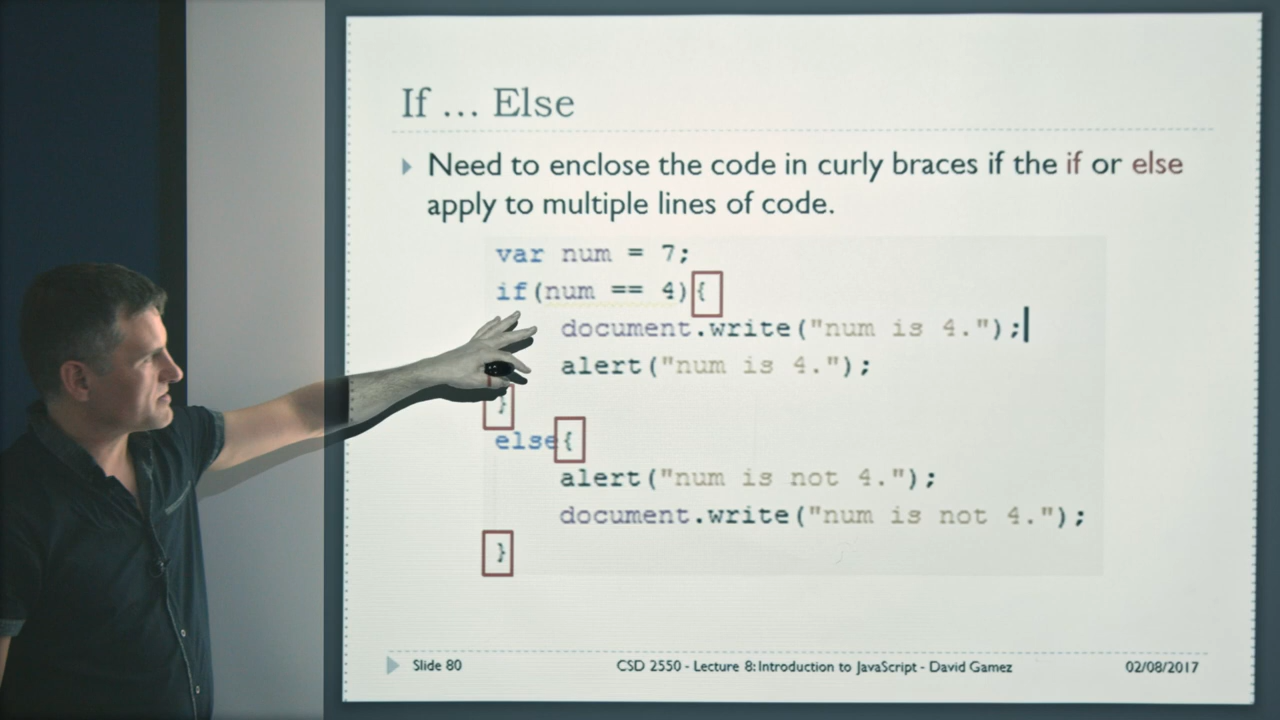 If ... Else
Need to enclose the code in curly braces if the if or else
apply to multiple lines of code.
var num = 7;
if(num == 4){
document.write("num is 4.");
alert("num is 4.");
}
else{
alert("num is not 4.");
document.write("num is not 4.");
}
Slide 80 CSD 2550 - Lecture 8: Introduction to JavaScript - David Gamez 02/08/2017